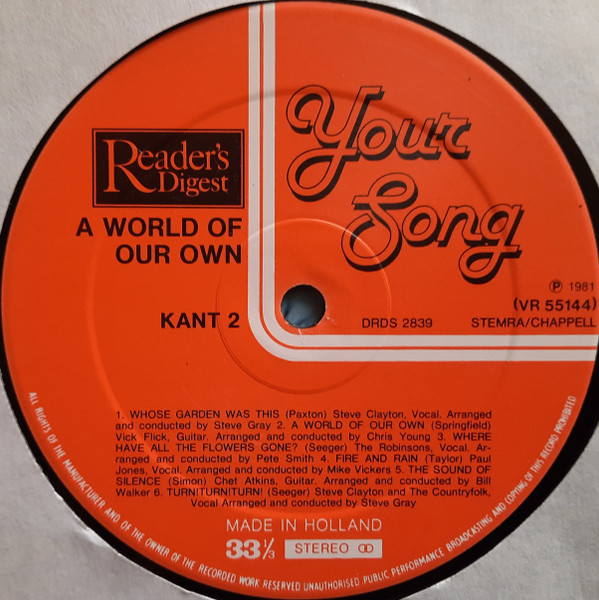 Your
Song
Reader's
Digest
A WORLD OF
OUR OWN
KANT 2
℗ 1981
(VR 55144)
DRDS 2839
STEMRA/CHAPPELL
1. WHOSE GARDEN WAS THIS (Paxton) Steve Clayton, Vocal. Arranged
and conducted by Steve Gray 2. A WORLD OF OUR OWN (Springfield)
Vick Flick, Guitar. Arranged and conducted by Chris Young 3. WHERE
HAVE ALL THE FLOWERS GONE? (Seeger) The Robinsons, Vocal. Ar-
ranged and conducted by Pete Smith 4. FIRE AND RAIN (Taylor) Paul
Jones, Vocal. Arranged and conducted by Mike Vickers 5. THE SOUND OF
SILENCE (Simon) Chet Atkins, Guitar. Arranged and conducted by Bill
Walker 6. TURN!TURN!TURN! (Seeger) Steve Clayton and The Countryfolk,
Vocal Arranged and conducted by Steve Gray
MADE IN HOLLAND
33⅓ STEREO
ALL RIGHTS OF THE MANUFACTURER AND OF THE OWNER OF THE RECORDED WORK RESERVED UNAUTHORISED PUBLIC PERFORMANCE BROADCASTING AND COPYING OF THIS RECORD PROHIBITED